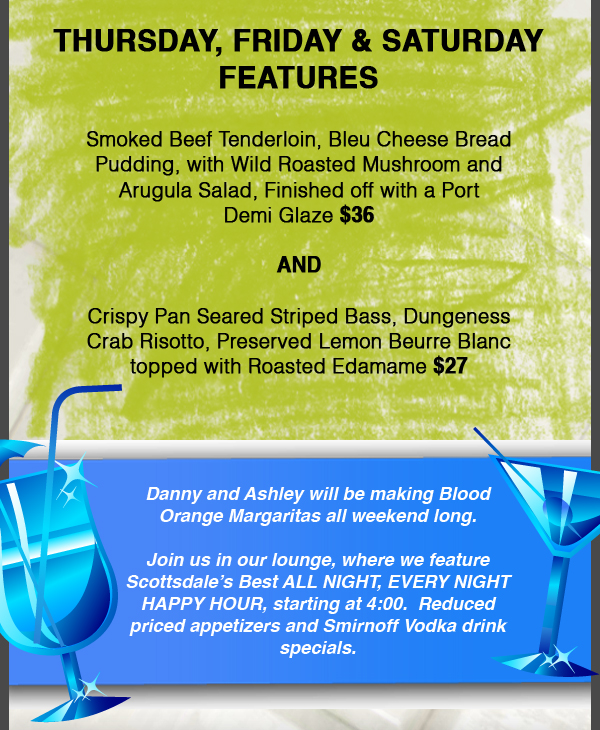 THURSDAY, FRIDAY & SATURDAY
FEATURES
Smoked Beef Tenderloin, Bleu Cheese Bread
Pudding, with Wild Roasted Mushroom and
Arugula Salad, Finished off with a Port
Demi Glaze $36
AND
Crispy Pan Seared Striped Bass, Dungeness
Crab Risotto, Preserved Lemon Beurre Blanc
topped with Roasted Edamame $27
Danny and Ashley will be making Blood
Orange Margaritas all weekend long.
Join us in our lounge, where we feature
Scottsdale's Best ALL NIGHT, EVERY NIGHT
HAPPY HOUR, starting at 4:00.  Reduced
priced appetizers and Smirnoff Vodka drink
specials.